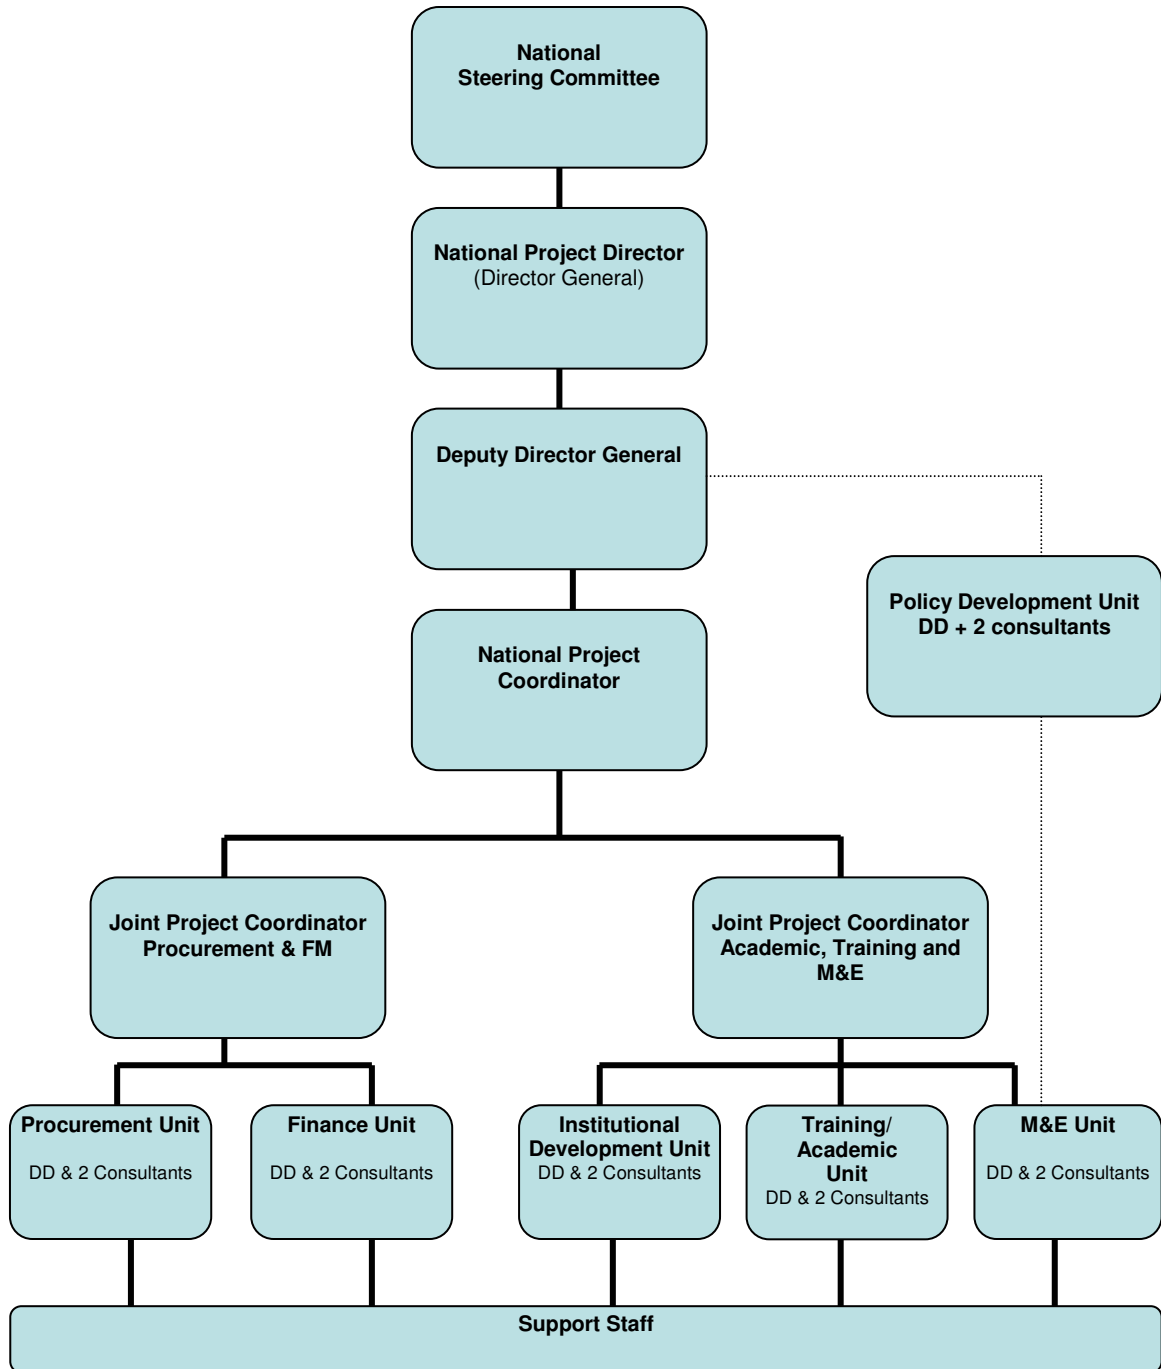 National
Steering Committee
National Project Director
(Director General)
Deputy Director General
Policy Development Unit
DD + 2 consultants
National Project
Coordinator
Joint Project Coordinator
Procurement & FM
Joint Project Coordinator
Academic, Training and
M&E
Procurement Unit
DD & 2 Consultants
Finance Unit
DD & 2 Consultants
Institutional
Development Unit
DD & 2 Consultants
Training/
Academic
Unit
DD & 2 Consultants
M&E Unit
DD & 2 Consultants
Support Staff